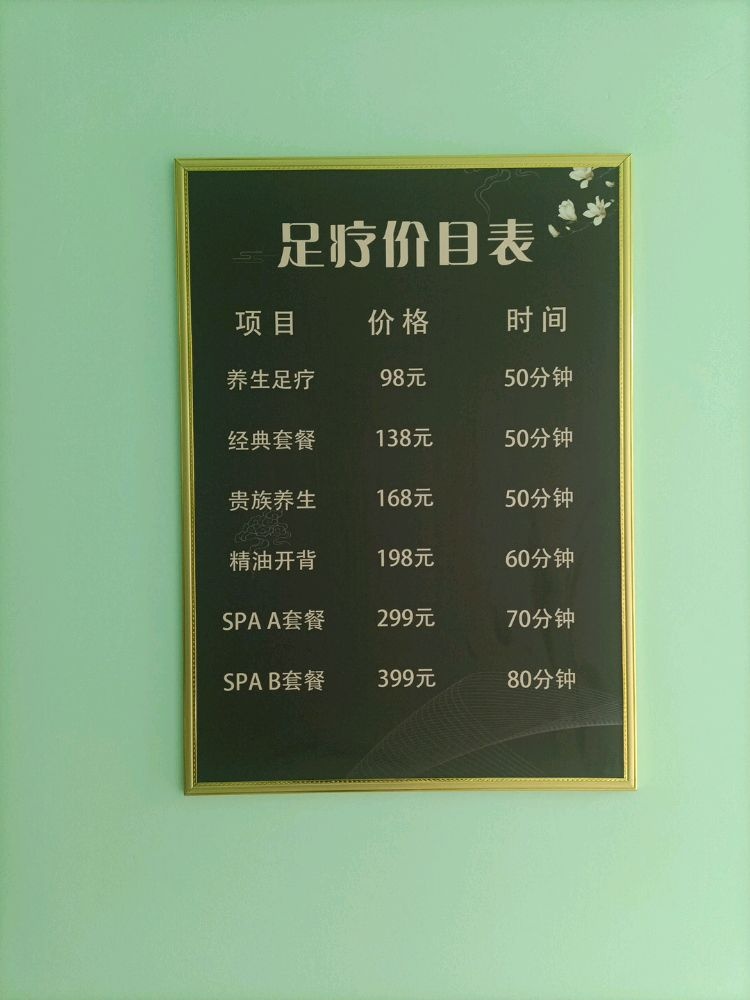 足疗价目表
项目 价格 时间
养生足疗 98元 50分钟
经典套餐 138元 50分钟
贵族养生 168元 50分钟
精油开背 198元 60分钟
SPA A套餐 299元 70分钟
SPA B套餐 399元 80分钟